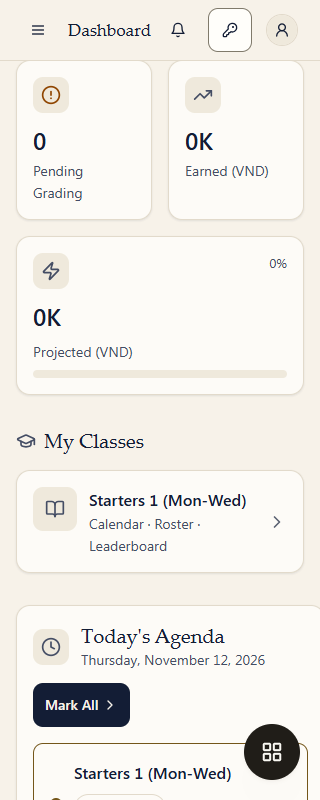 Dashboard
0
Pending
Grading
0K
Earned (VND)
0%
0K
Projected (VND)
My Classes
Starters 1 (Mon-Wed)
Calendar · Roster ·
Leaderboard
Today's Agenda
Thursday, November 12, 2026
Mark All
Starters 1 (Mon-Wed)